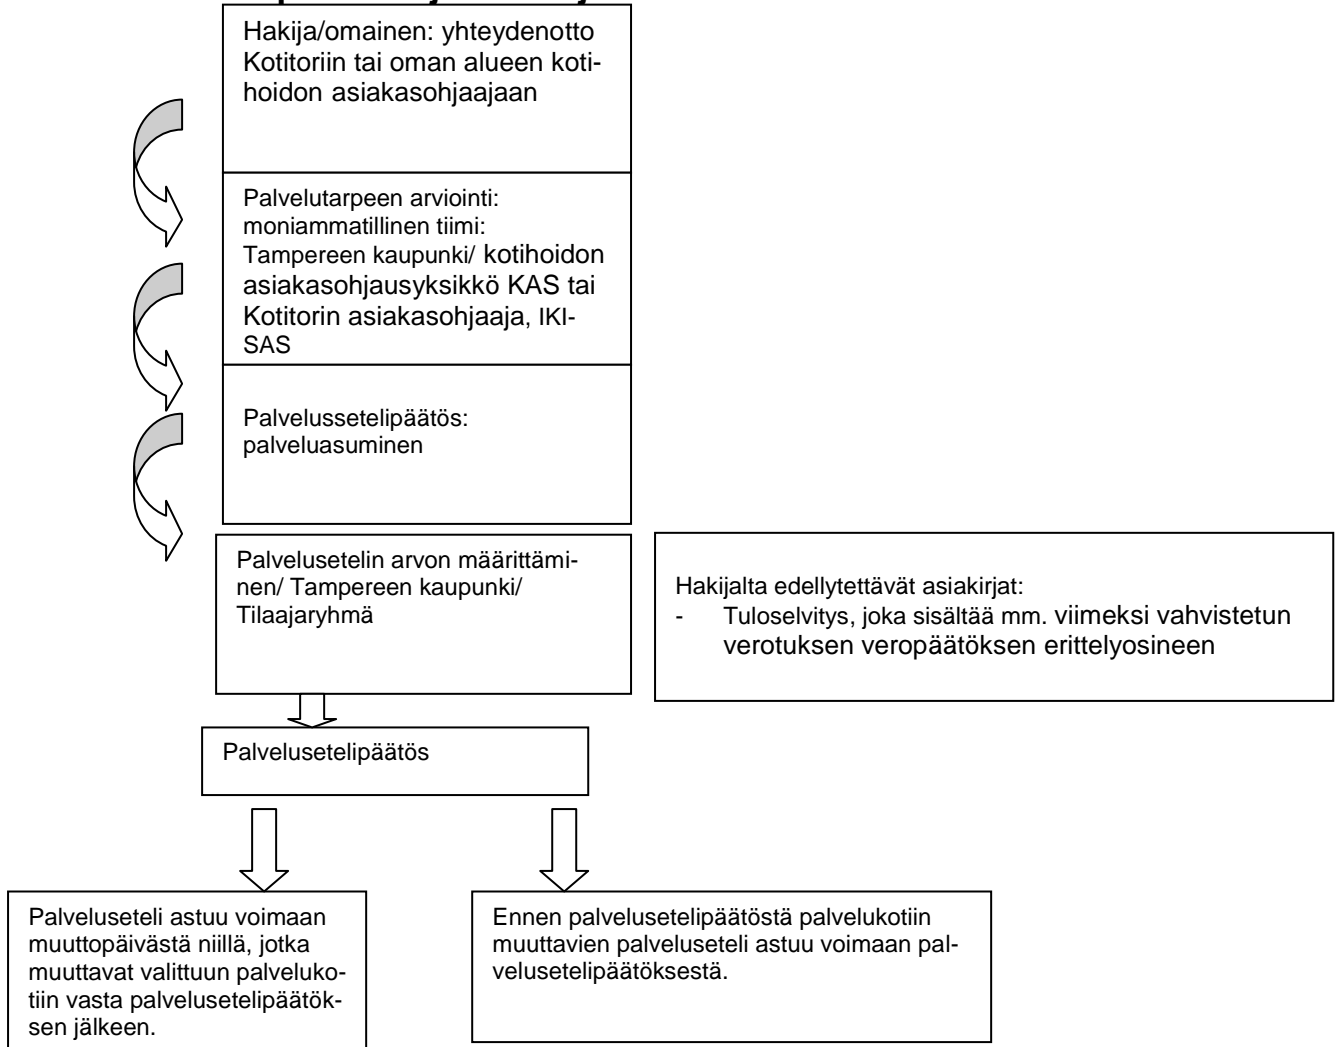 Hakija/omainen: yhteydenotto
Kotitoriin tai oman alueen koti-
hoidon asiakasohjaajaan
Palvelutarpeen arviointi:
moniammatillinen tiimi:
Tampereen kaupunki/ kotihoidon
asiakasohjausyksikkö KAS tai
Kotitorin asiakasohjaaja, IKI-
SAS
Palvelussetelipäätös:
palveluasuminen
Palvelusetelin arvon määrittämi-
nen/ Tampereen kaupunki/
Tilaajaryhmä
Hakijalta edellytettävät asiakirjat:
- Tuloselvitys, joka sisältää mm. viimeksi vahvistetun
verotuksen veropäätöksen erittelyosineen
Palvelusetelipäätös
Palveluseteli astuu voimaan
muuttopäivästä niillä, jotka
muuttavat valittuun palveluko-
tiin vasta palvelusetelipäätök-
sen jälkeen.
Ennen palvelusetelipäätöstä palvelukotiin
muuttavien palveluseteli astuu voimaan pal-
velusetelipäätöksestä.